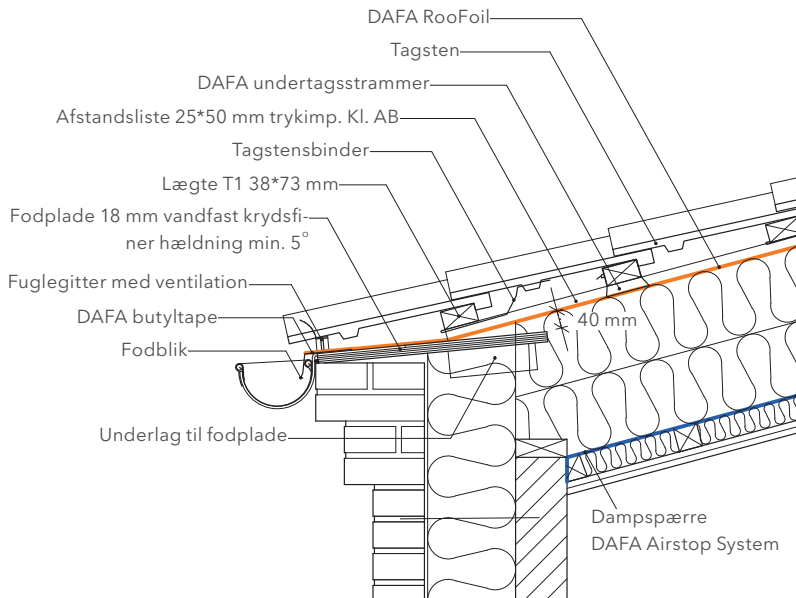 DAFA RooFoil
Tagsten
DAFA undertagsstrammer
Afstandsliste 25*50 mm trykimp. Kl. AB
Tagstensbinder
Lægte T1 38*73 mm
Fodplade 18 mm vandfast krydsfi-
ner hældning min. 5°
Fuglegitter med ventilation
DAFA butyltape
40 mm
Fodblik
Underlag til fodplade
Dampspærre
DAFA Airstop System